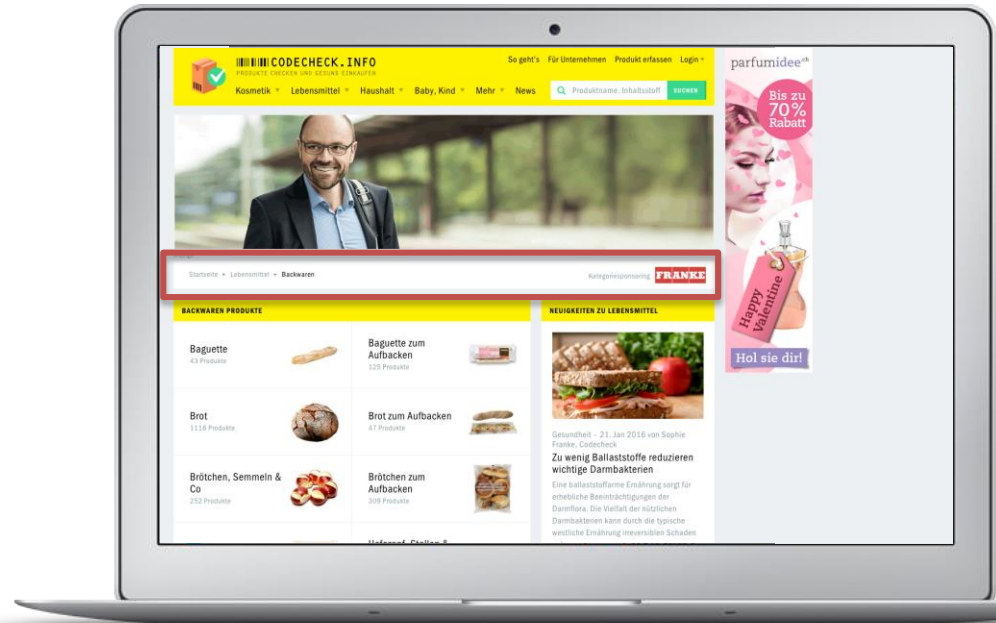 CODECHECK.INFO
PRODUKTE CHECKEN UND GESUND EINKAUFEN
So geht's Für Unternehmen Produkt erfassen Login
Kosmetik Lebensmittel Haushalt Baby, Kind Mehr News
Produktname, Inhaltsstoff SUCHEN
parfumidee.ch
Bis zu
70%
Rabatt
Happy
Valentine
Hol sie dir!
Startseite • Lebensmittel • Backwaren
Kategoriesponsoring FRANKE
BACKWAREN PRODUKTE
Baguette
43 Produkte
Baguette zum
Aufbacken
125 Produkte
Brot
1118 Produkte
Brot zum Aufbacken
47 Produkte
Brötchen, Semmeln &
Co
252 Produkte
Brötchen zum
Aufbacken
308 Produkte
NEUIGKEITEN ZU LEBENSMITTEL
Gesundheit – 21. Jan 2016 von Sophie
Franke, Codecheck
Zu wenig Ballaststoffe reduzieren
wichtige Darmbakterien
Eine ballaststoffarme Ernährung sorgt für
erhebliche Beeinträchtigungen der
Darmflora. Die Vielfalt der nützlichen
Darmbakterien kann durch die typische
westliche Ernährung irreversiblen Schaden